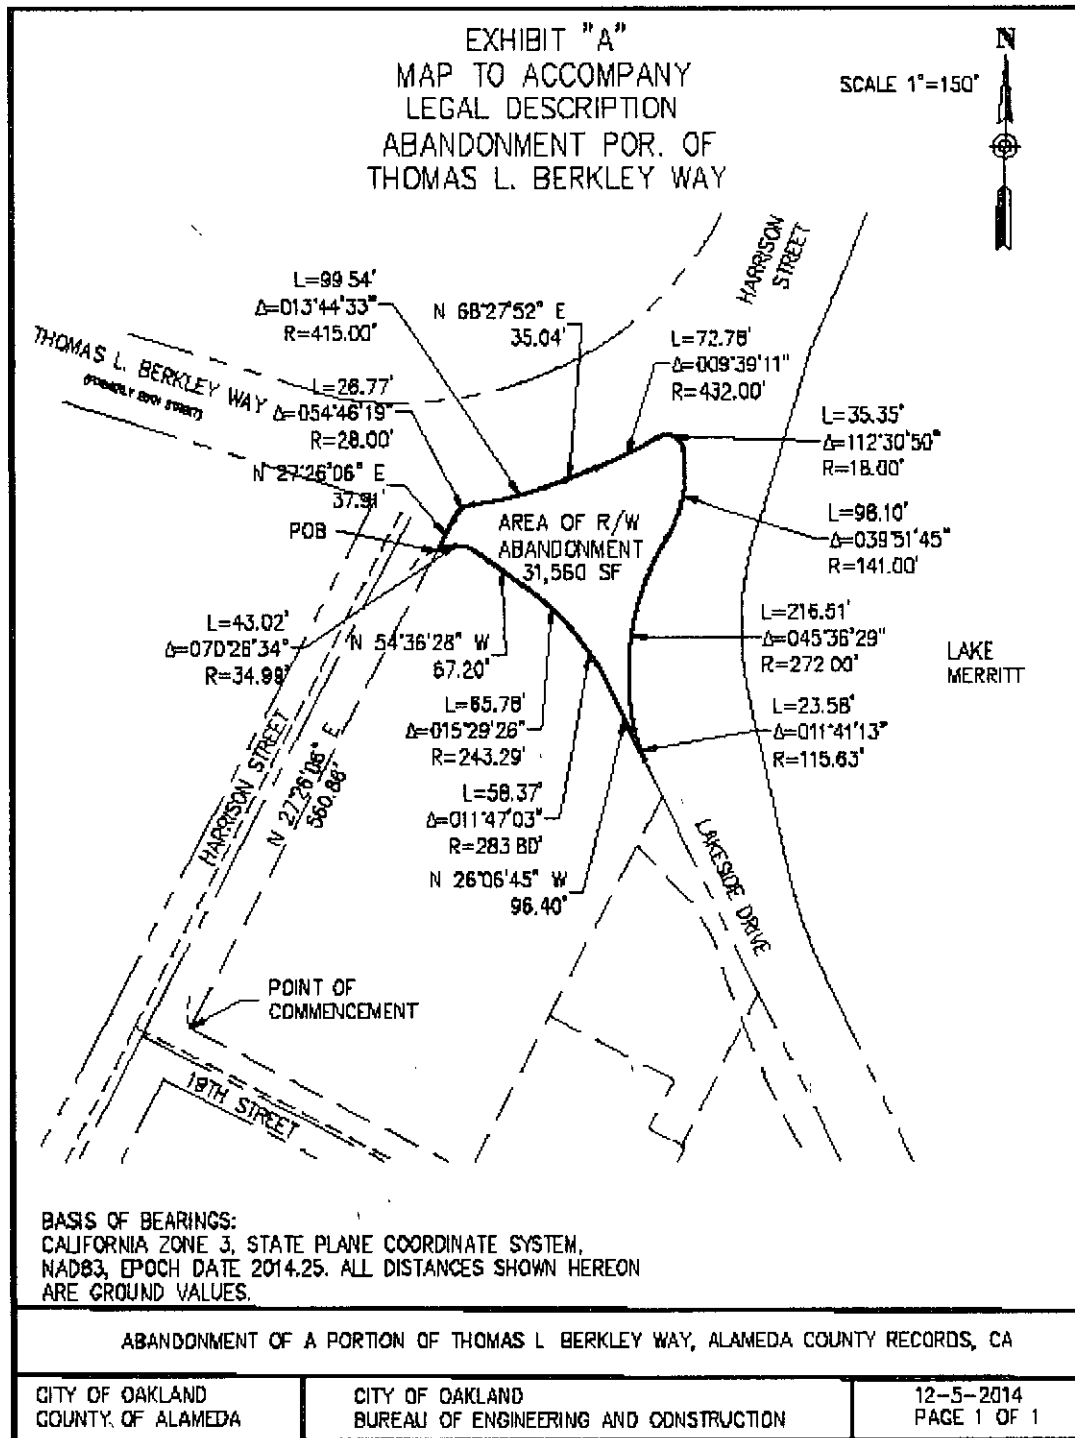 EXHIBIT "A"
MAP TO ACCOMPANY
LEGAL DESCRIPTION
ABANDONMENT POR. OF
THOMAS L. BERKLEY WAY
N
SCALE 1"=150'
HARRISON
STREET
L=99.54'
Δ=013°44'33"
R=415.00'
N 68°27'52" E
35.04'
L=72.78'
Δ=009°39'11"
R=432.00'
THOMAS L. BERKLEY WAY
L=26.77'
Δ=054°46'19"
R=28.00'
L=35.35'
Δ=112°30'50"
R=18.00'
N 27°26'06" E
37.91'
POB
AREA OF R/W
ABANDONMENT
31,560 SF
L=98.10'
Δ=039°51'45"
R=141.00'
L=43.02'
Δ=070°26'34"
R=34.99'
N 54°36'28" W
67.20'
L=216.51'
Δ=045°36'29"
R=272.00'
LAKE
MERRITT
L=65.78'
Δ=015°29'26"
R=243.29'
L=23.58'
Δ=011°41'13"
R=115.63'
HARRISON STREET
N 27°26'06" E
560.86'
L=58.37'
Δ=011°47'03"
R=283.80'
N 26°06'45" W
96.40'
LAKESIDE DRIVE
POINT OF
COMMENCEMENT
19TH STREET
BASIS OF BEARINGS:
CALIFORNIA ZONE 3, STATE PLANE COORDINATE SYSTEM,
NAD83, EPOCH DATE 2014.25. ALL DISTANCES SHOWN HEREON
ARE GROUND VALUES.
ABANDONMENT OF A PORTION OF THOMAS L BERKLEY WAY, ALAMEDA COUNTY RECORDS, CA
CITY OF OAKLAND
COUNTY OF ALAMEDA
CITY OF OAKLAND
BUREAU OF ENGINEERING AND CONSTRUCTION
12-5-2014
PAGE 1 OF 1